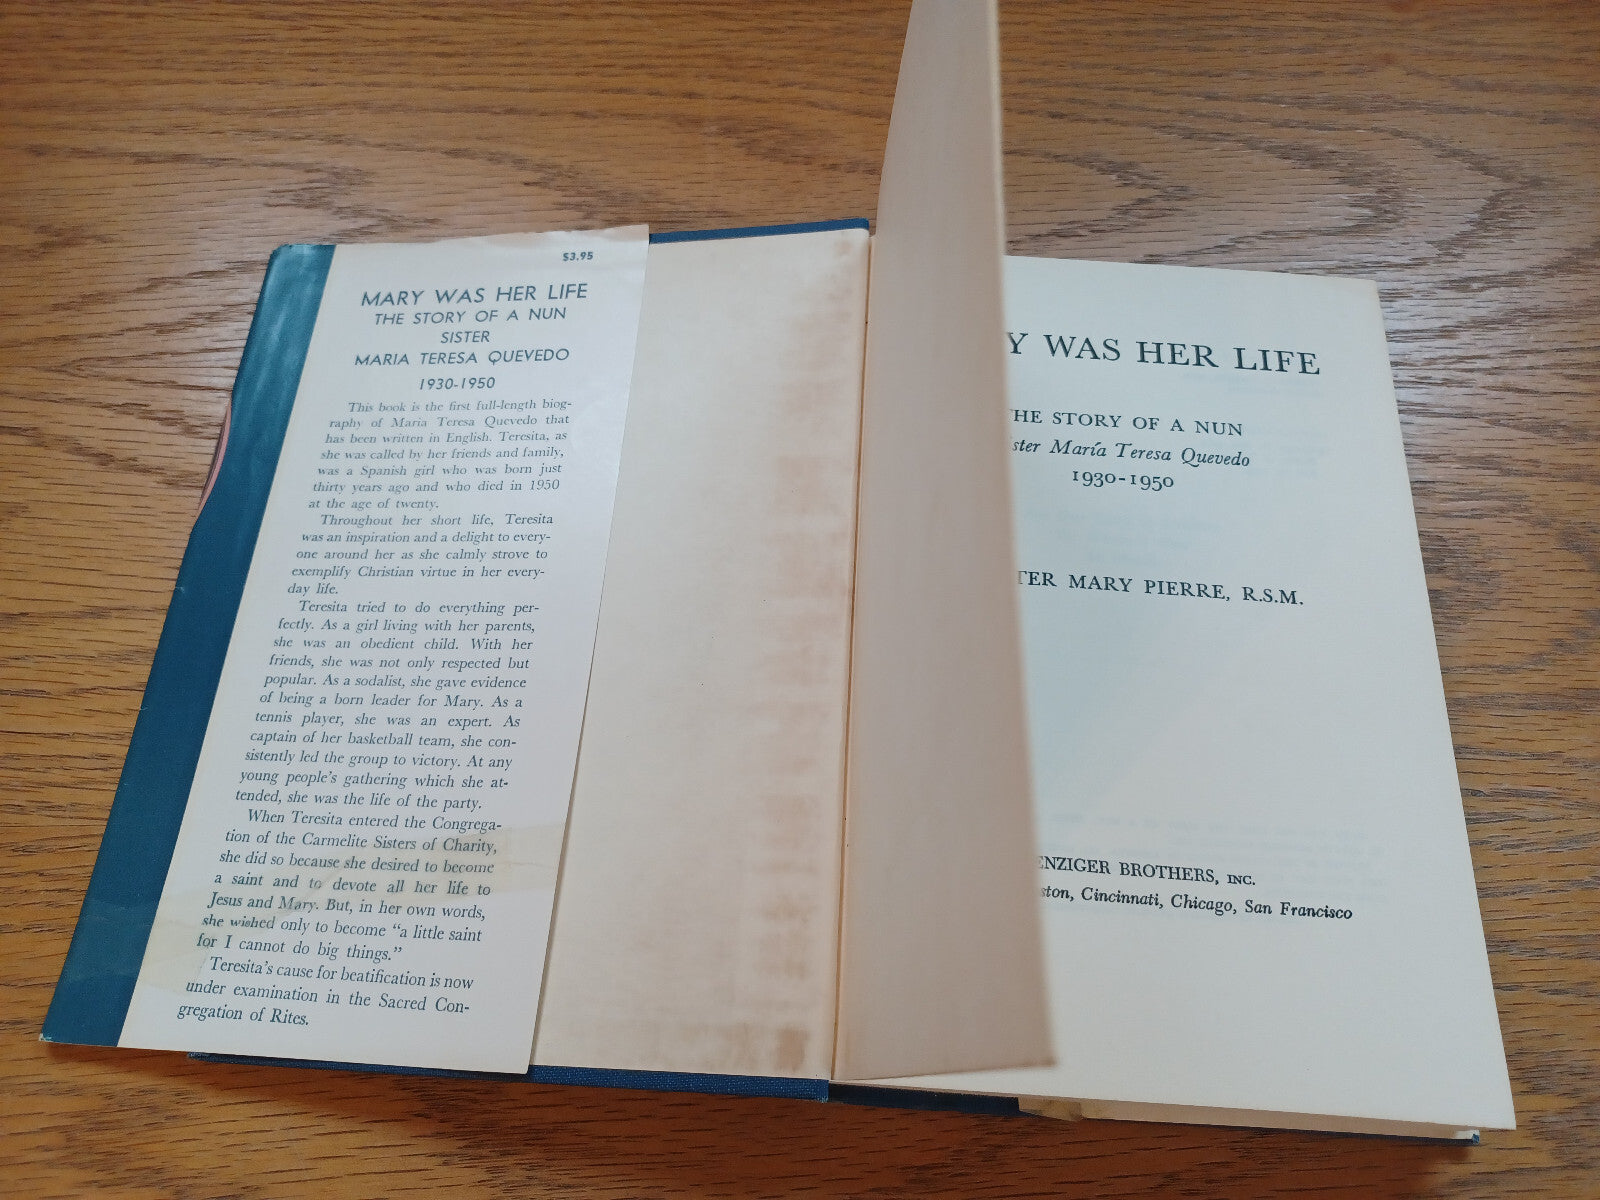 $3.95
MARY WAS HER LIFE
THE STORY OF A NUN
SISTER
MARIA TERESA QUEVEDO
1930-1950
This book is the first full-length biog-
raphy of Maria Teresa Quevedo that
has been written in English. Teresita, as
she was called by her friends and family,
was a Spanish girl who was born just
thirty years ago and who died in 1950
at the age of twenty.
Throughout her short life, Teresita
was an inspiration and a delight to every-
one around her as she calmly strove to
exemplify Christian virtue in her every-
day life.
Teresita tried to do everything per-
fectly. As a girl living with her parents,
she was an obedient child. With her
friends, she was not only respected but
popular. As a sodalist, she gave evidence
of being a born leader for Mary. As a
tennis player, she was an expert. As
captain of her basketball team, she con-
sistently led the group to victory. At any
young people's gathering which she at-
tended, she was the life of the party.
When Teresita entered the Congrega-
tion of the Carmelite Sisters of Charity,
she did so because she desired to become
a saint and to devote all her life to
Jesus and Mary. But, in her own words,
she wished only to become "a little saint
for I cannot do big things."
Teresita's cause for beatification is now
under examination in the Sacred Con-
gregation of Rites.
Y WAS HER LIFE
HE STORY OF A NUN
ster María Teresa Quevedo
1930-1950
TER MARY PIERRE, R.S.M.
ENZIGER BROTHERS, INC.
ston, Cincinnati, Chicago, San Francisco